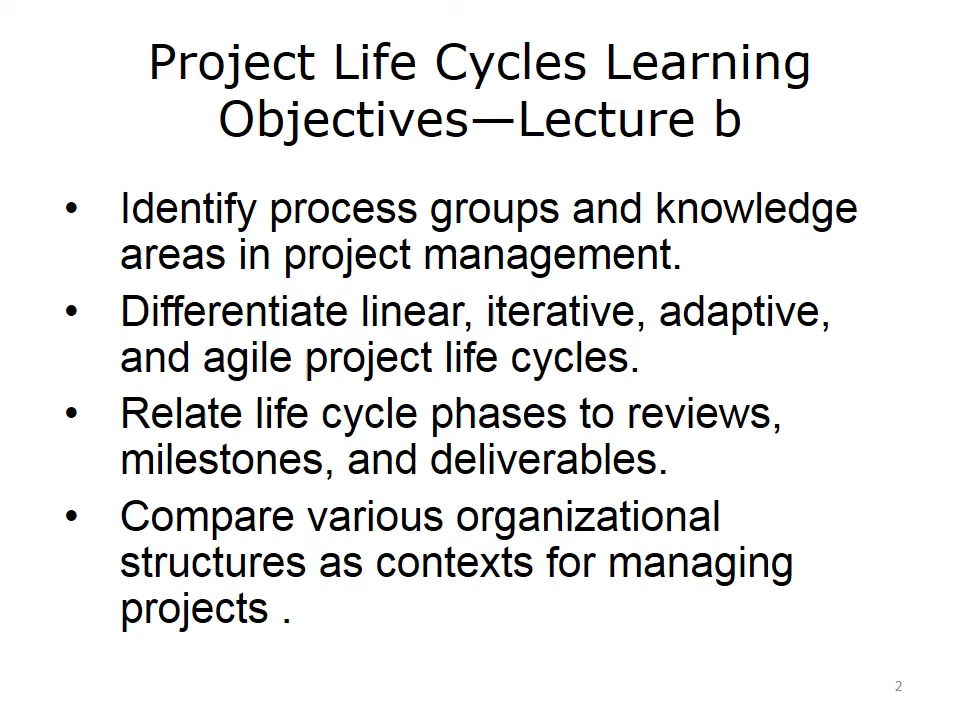 Project Life Cycles Learning
Objectives—Lecture b
• Identify process groups and knowledge
areas in project management.
• Differentiate linear, iterative, adaptive,
and agile project life cycles.
• Relate life cycle phases to reviews,
milestones, and deliverables.
• Compare various organizational
structures as contexts for managing
projects .
2